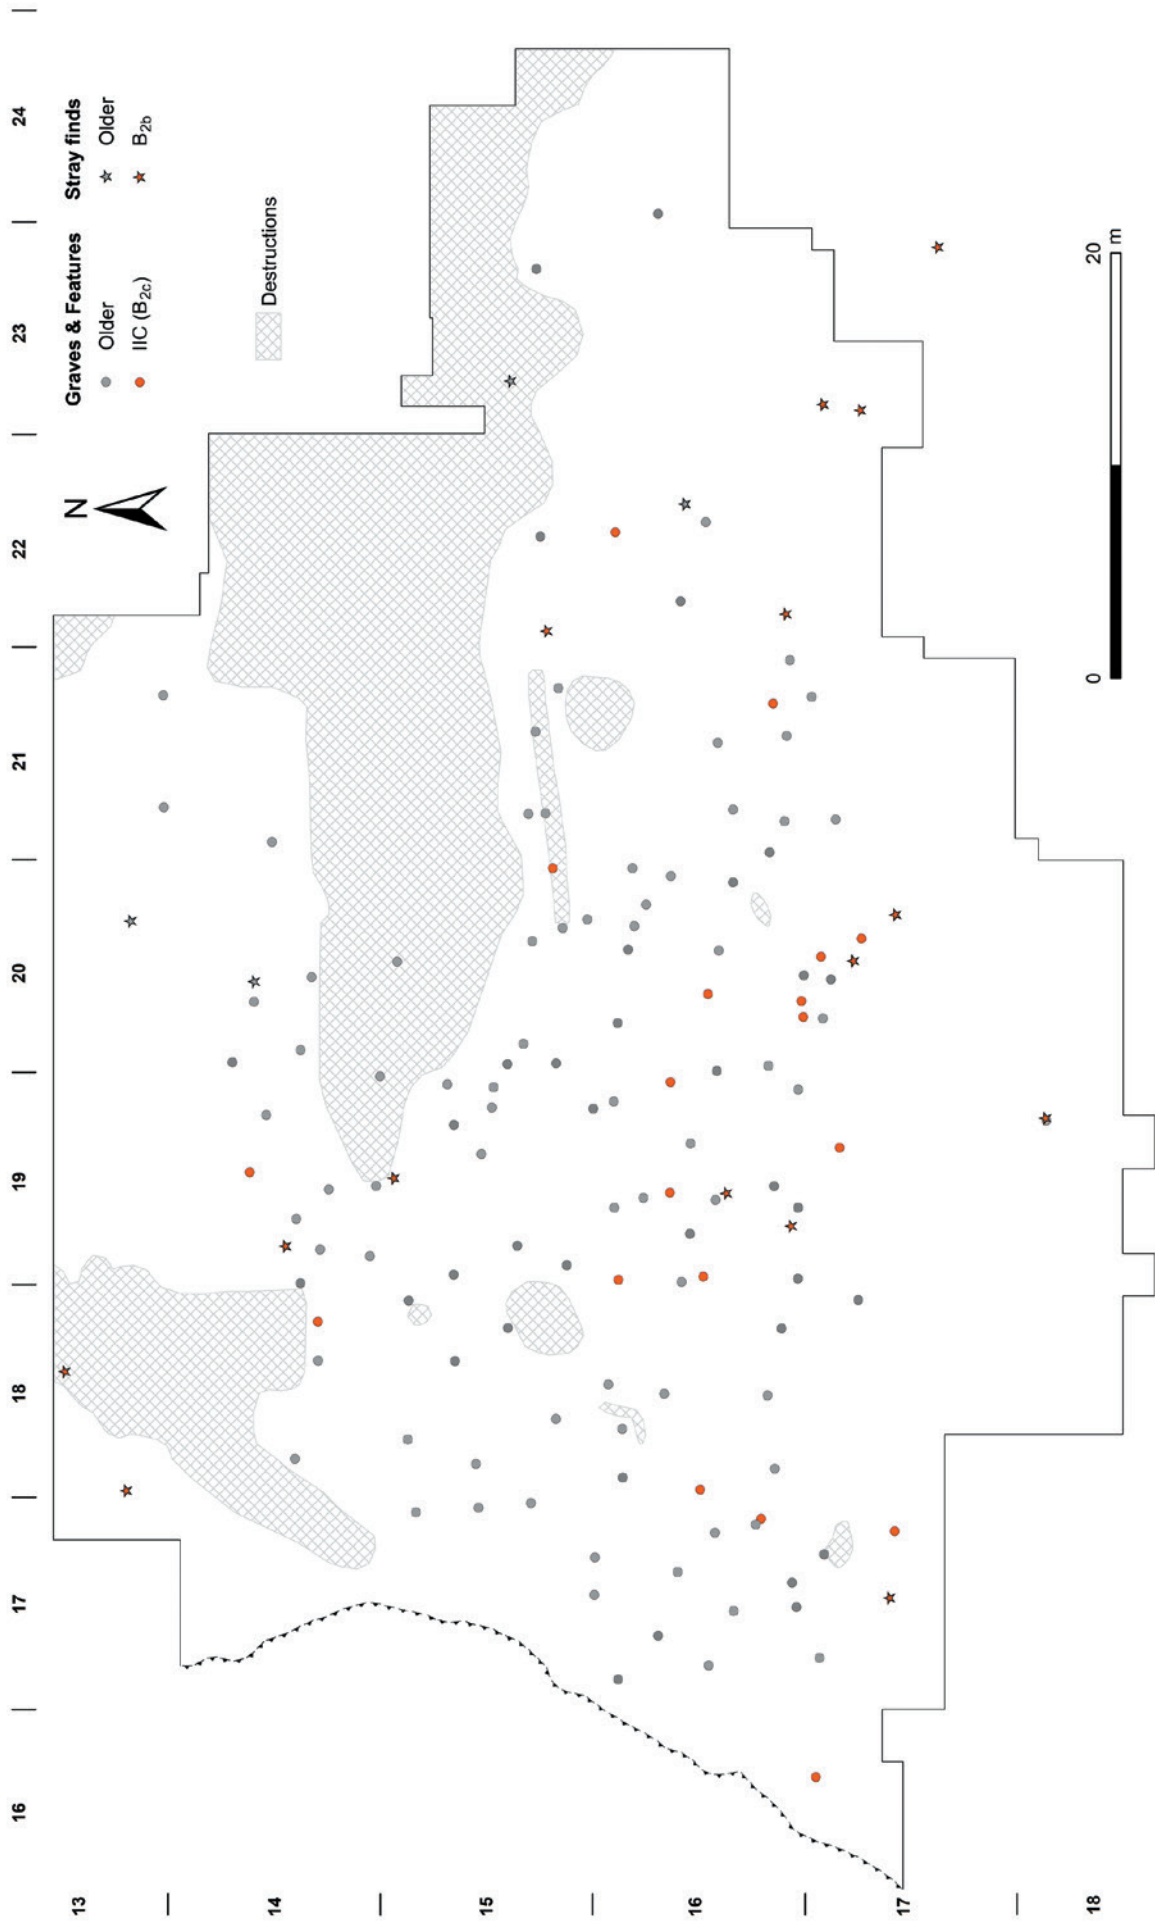 16 17 18 19 20 21 22 23 24
13
14
15
16
17
18
N
Graves & Features Stray finds
Older Older
IIC (B2c) B2b
Destructions
0 20 m